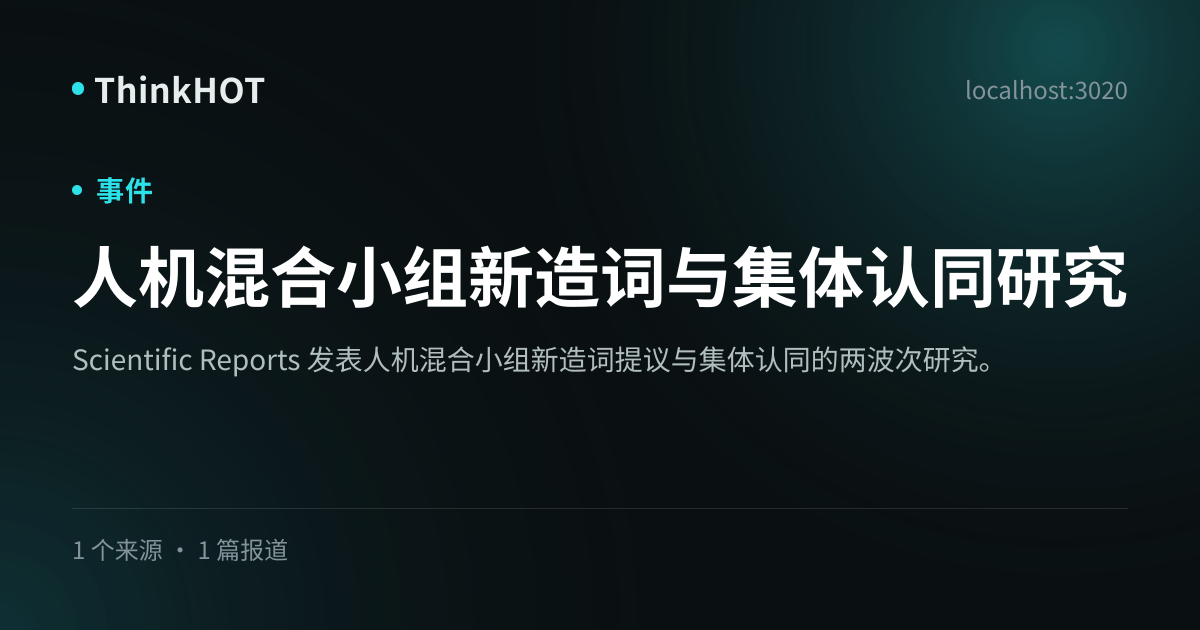 ThinkHOT
localhost:3020
事件
人机混合小组新造词与集体认同研究
Scientific Reports 发表人机混合小组新造词提议与集体认同的两波次研究。
1 个来源 · 1 篇报道